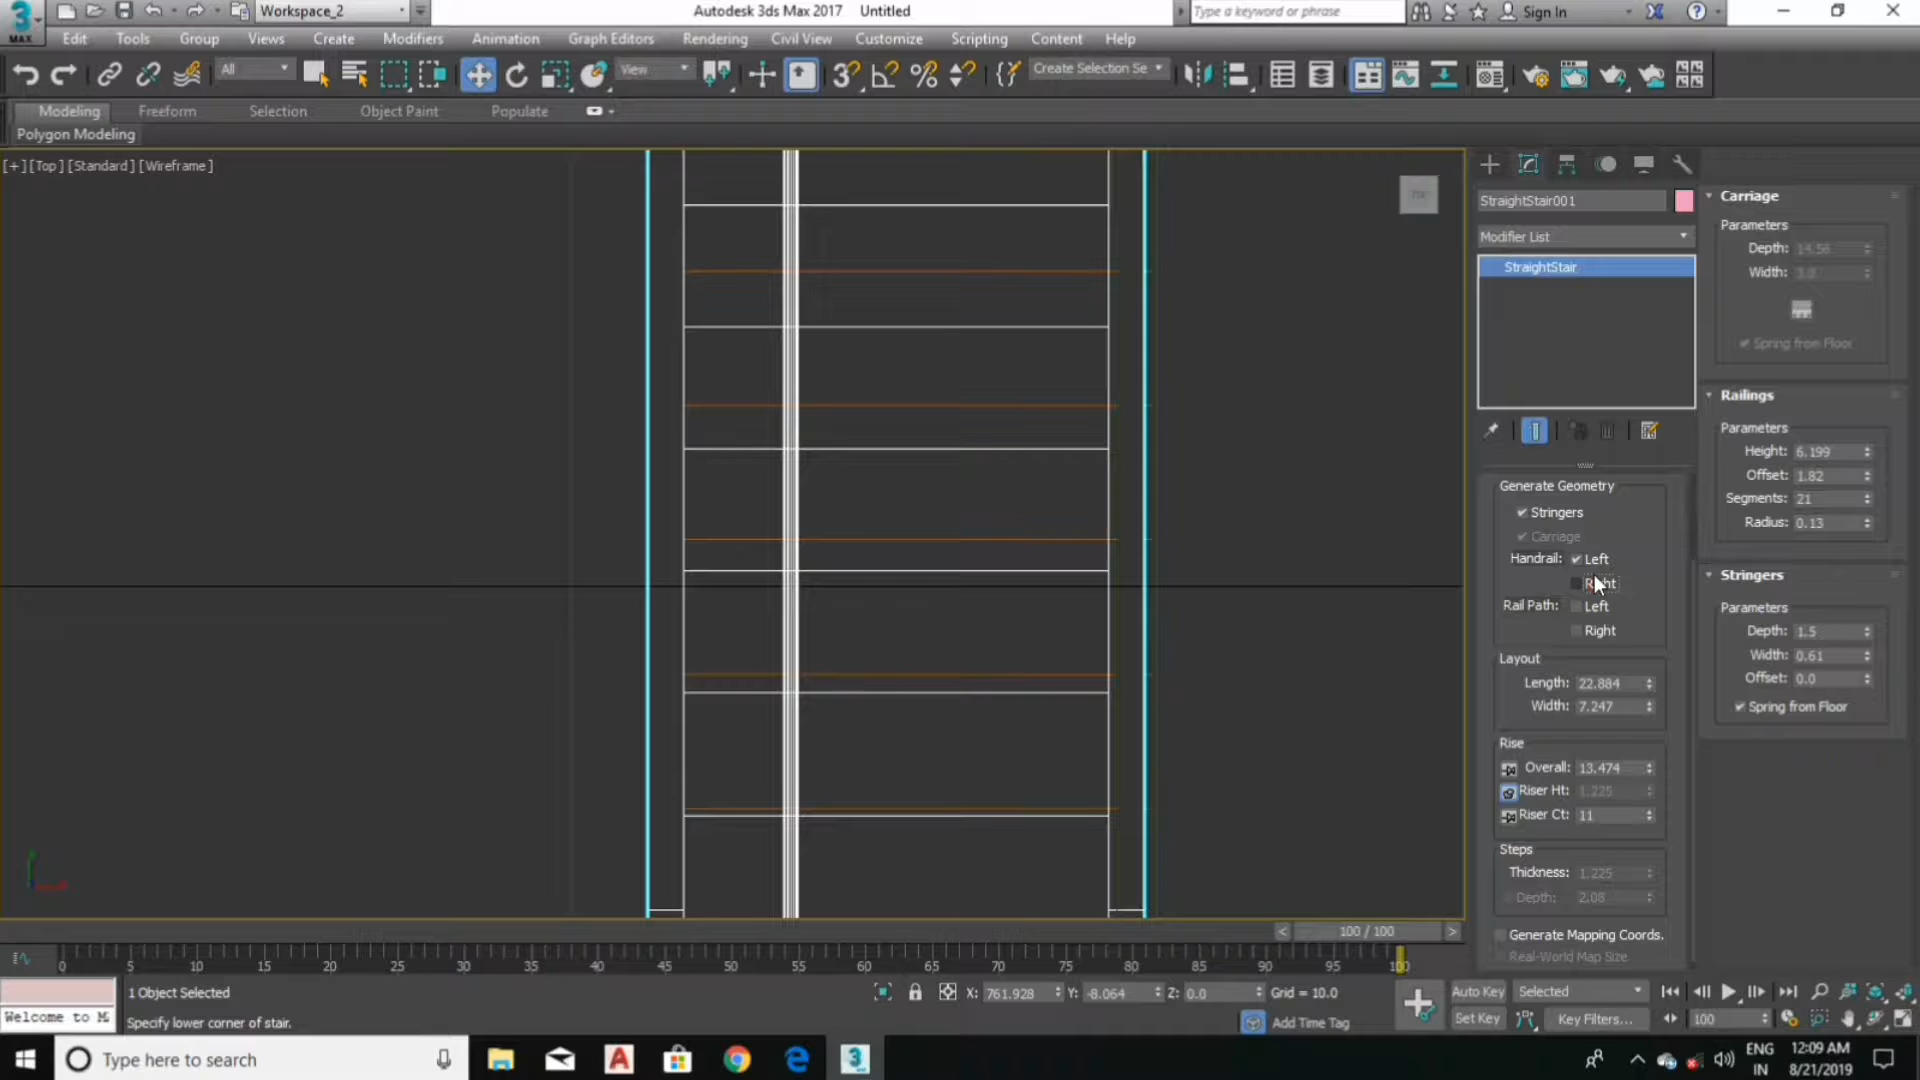 Workspace_2
Autodesk 3ds Max 2017 Untitled
Type a keyword or phrase
Sign In
MAX
Edit Tools Group Views Create Modifiers Animation Graph Editors Rendering Civil View Customize Scripting Content Help
All
View
Create Selection Se
Modeling Freeform Selection Object Paint Populate
Polygon Modeling
[+] [Top] [Standard] [Wireframe]
StraightStair001
Modifier List
StraightStair
Generate Geometry
Stringers
Carriage
Handrail: Left
Right
Rail Path: Left
Right
Layout
Length: 22.884
Width: 7.247
Rise
Overall: 13.474
Riser Ht: 1.225
Riser Ct: 11
Steps
Thickness: 1.225
Depth: 2.08
Generate Mapping Coords.
Real-World Map Size
Carriage
Parameters
Depth: 14.56
Width: 3.0
Spring from Floor
Railings
Parameters
Height: 6.199
Offset: 1.82
Segments: 21
Radius: 0.13
Stringers
Parameters
Depth: 1.5
Width: 0.61
Offset: 0.0
Spring from Floor
< 100 / 100 >
0 5 10 15 20 25 30 35 40 45 50 55 60 65 70 75 80 85 90 95 100
1 Object Selected
X: 761.928 Y: -8.064 Z: 0.0 Grid = 10.0
Auto Key Selected
Welcome to M
Specify lower corner of stair.
Add Time Tag
Set Key Key Filters... 100
Type here to search
ENG
IN
12:09 AM
8/21/2019